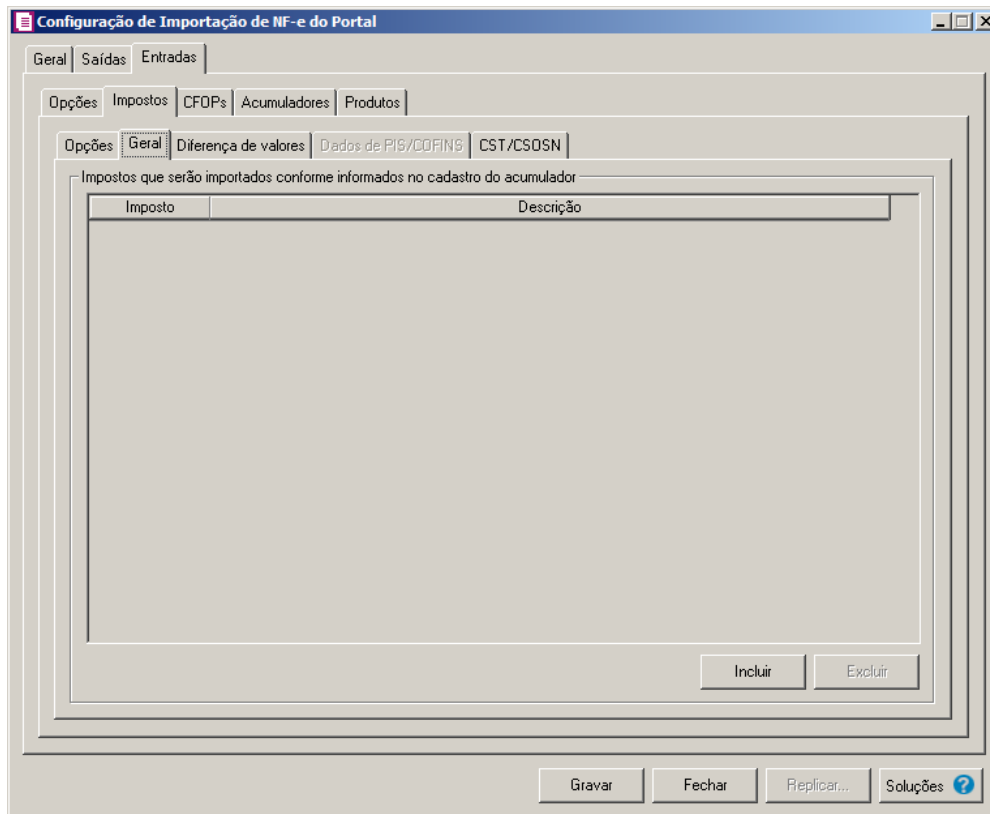 Configuração de Importação de NF-e do Portal
Geral Saídas Entradas
Opções Impostos CFOPs Acumuladores Produtos
Opções Geral Diferença de valores Dados de PIS/COFINS CST/CSOSN
Impostos que serão importados conforme informados no cadastro do acumulador
Imposto Descrição
Incluir Excluir
Gravar Fechar Replicar... Soluções ?